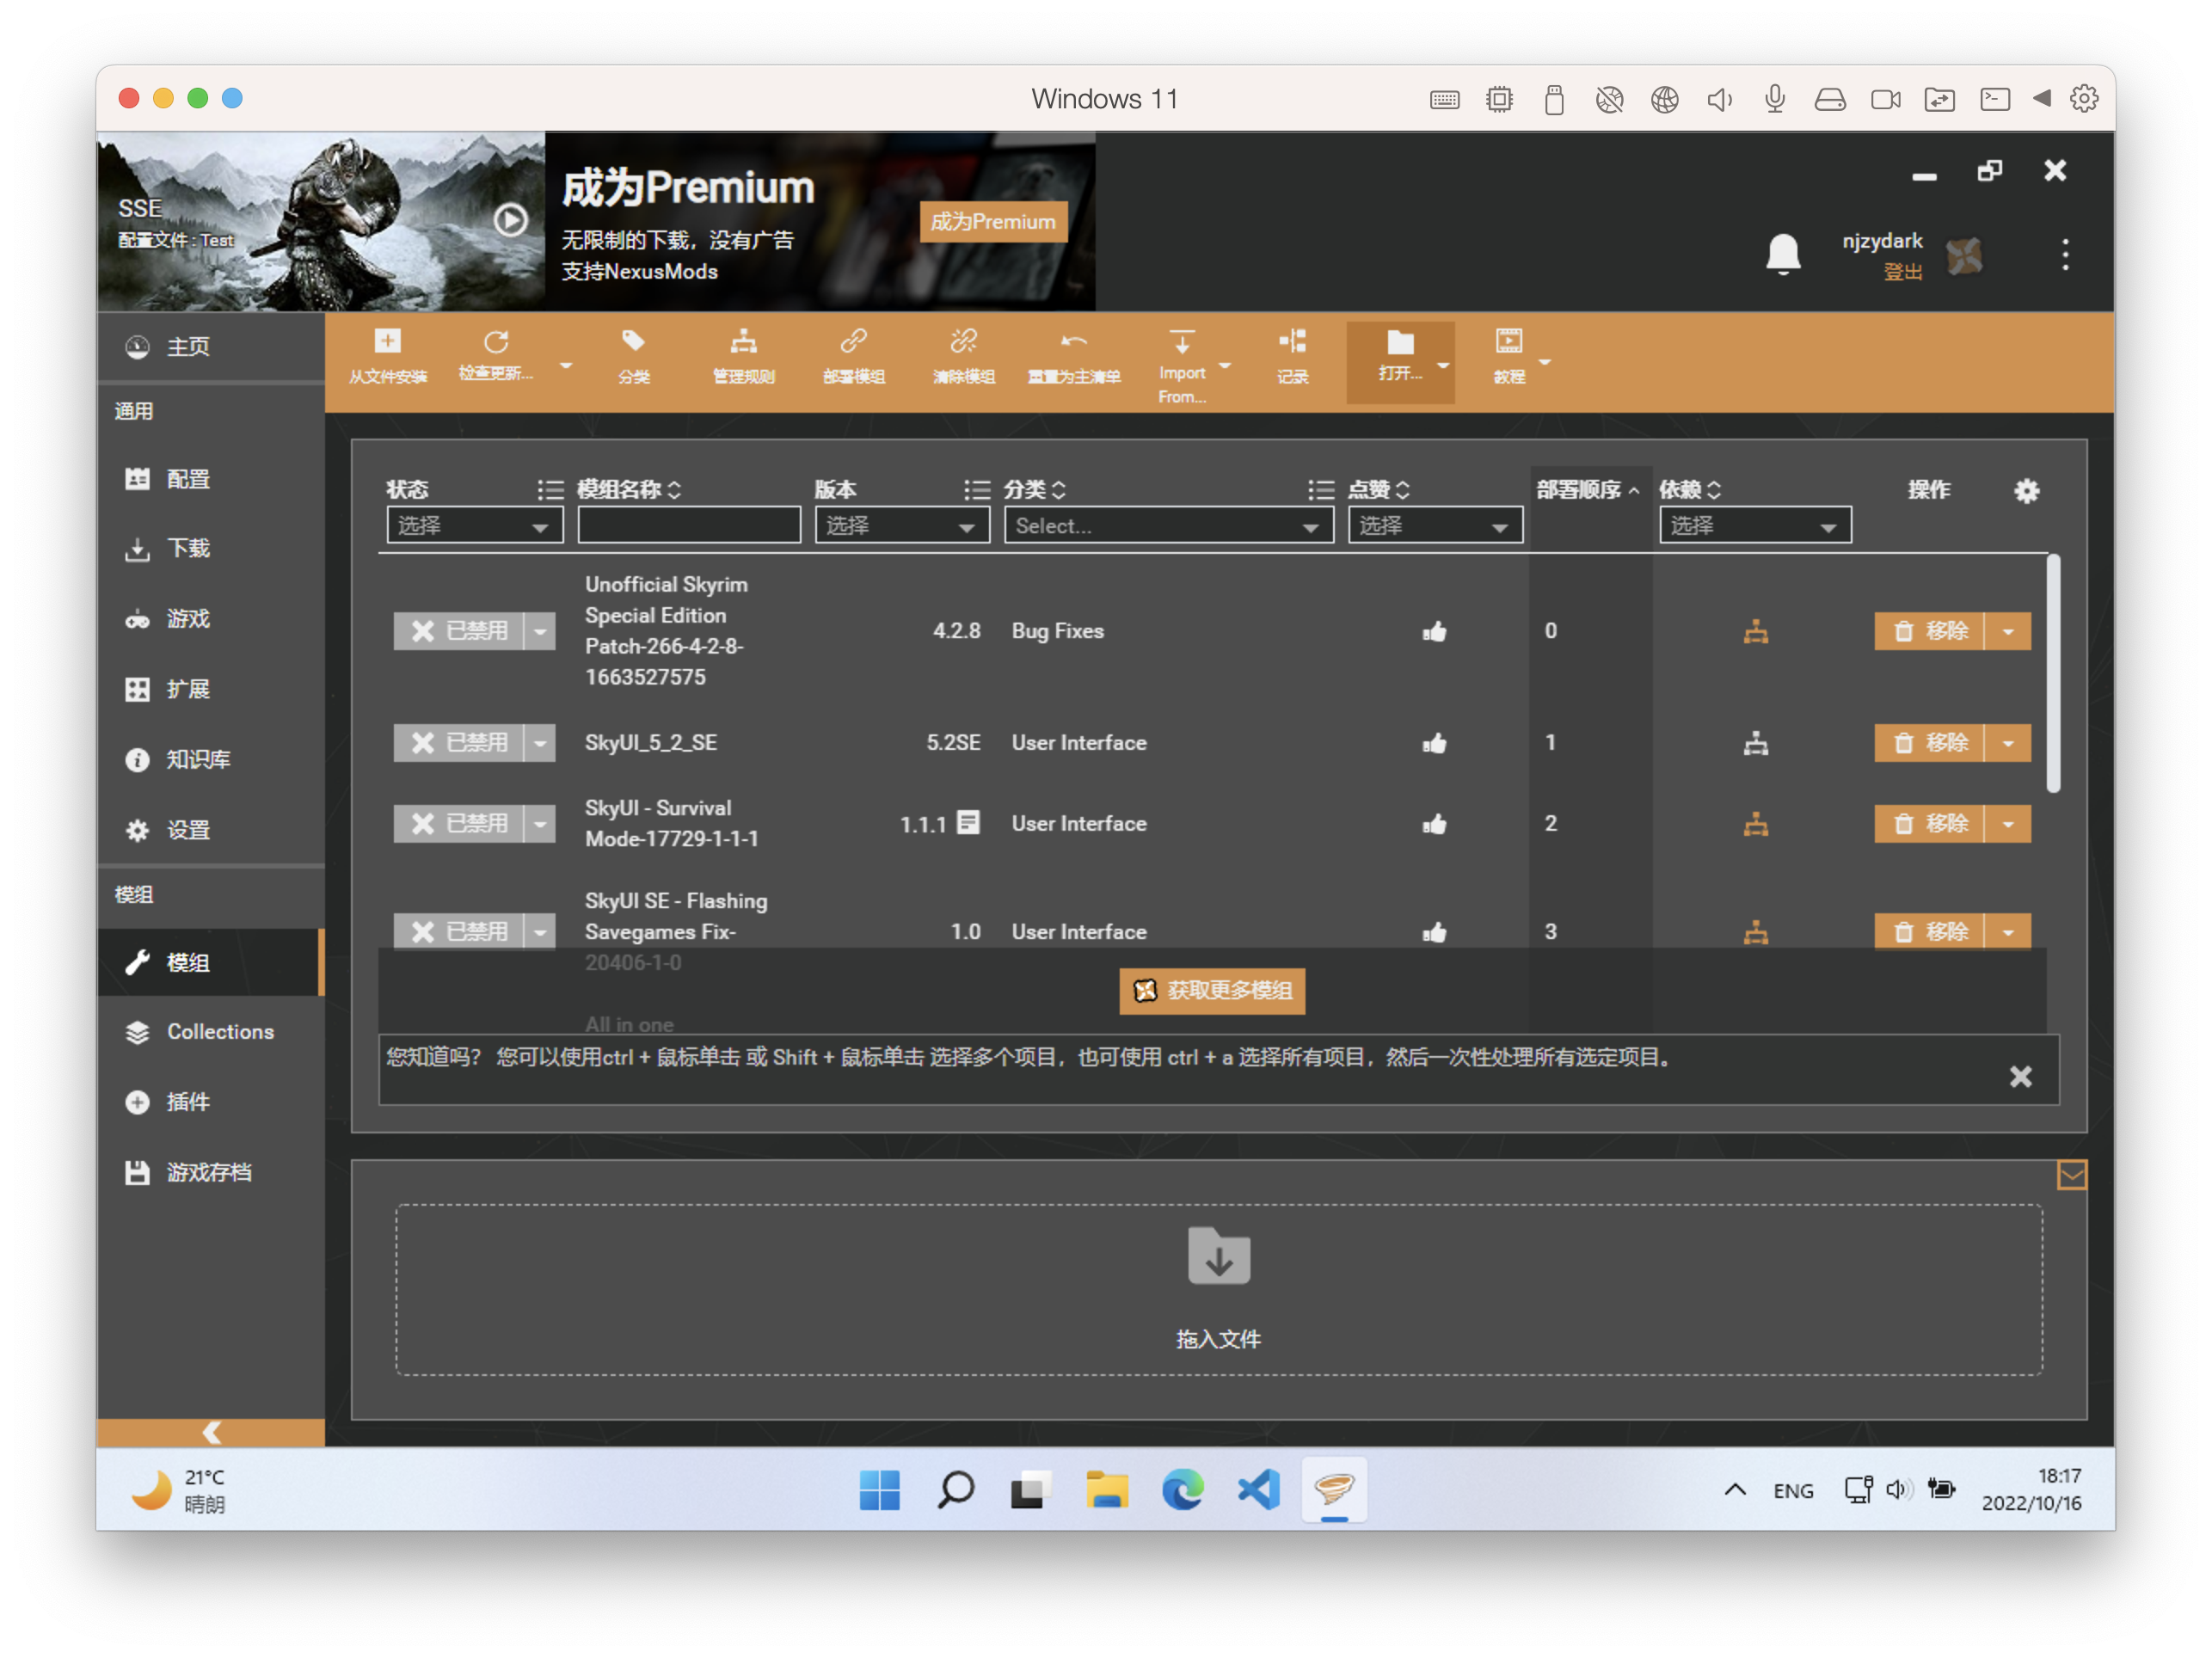 Windows 11
SSE
配置文件 : Test
成为Premium
无限制的下载，没有广告
支持NexusMods
成为Premium
njzydark
登出
主页
通用
配置
下载
游戏
扩展
知识库
设置
模组
模组
Collections
插件
游戏存档
从文件安装
检查更新...
分类
管理规则
部署模组
清除模组
重置为主清单
Import
From...
记录
打开...
教程
状态
模组名称
版本
分类
点赞
部署顺序
依赖
操作
选择
选择
Select...
选择
选择
已禁用
Unofficial Skyrim
Special Edition
Patch-266-4-2-8-
1663527575
4.2.8
Bug Fixes
0
移除
已禁用
SkyUI_5_2_SE
5.2SE
User Interface
1
移除
已禁用
SkyUI - Survival
Mode-17729-1-1-1
1.1.1
User Interface
2
移除
已禁用
SkyUI SE - Flashing
Savegames Fix-
20406-1-0
1.0
User Interface
3
移除
获取更多模组
All in one
您知道吗？ 您可以使用ctrl + 鼠标单击 或 Shift + 鼠标单击 选择多个项目，也可使用 ctrl + a 选择所有项目，然后一次性处理所有选定项目。
拖入文件
21°C
晴朗
ENG
18:17
2022/10/16